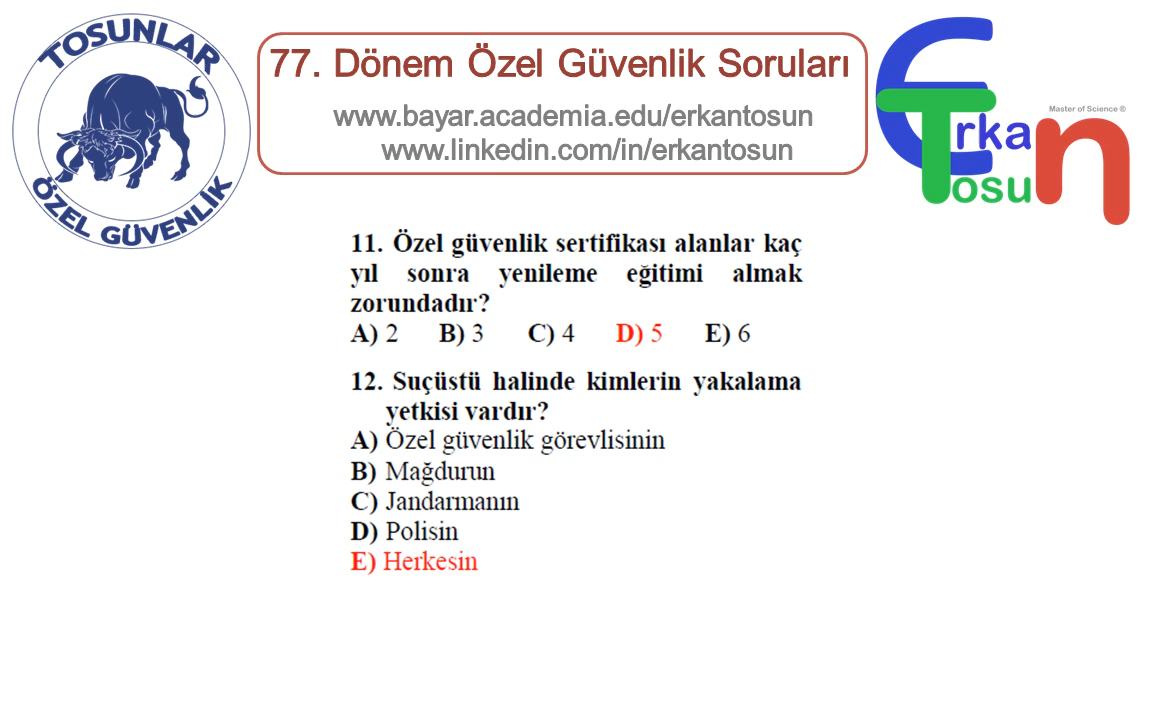 TOSUNLAR
ÖZEL GÜVENLİK
77. Dönem Özel Güvenlik Soruları
www.bayar.academia.edu/erkantosun
www.linkedin.com/in/erkantosun
Master of Science ®
Erkan
Tosun
11. Özel güvenlik sertifikası alanlar kaç
yıl sonra yenileme eğitimi almak
zorundadır?
A) 2 B) 3 C) 4 D) 5 E) 6
12. Suçüstü halinde kimlerin yakalama
yetkisi vardır?
A) Özel güvenlik görevlisinin
B) Mağdurun
C) Jandarmanın
D) Polisin
E) Herkesin